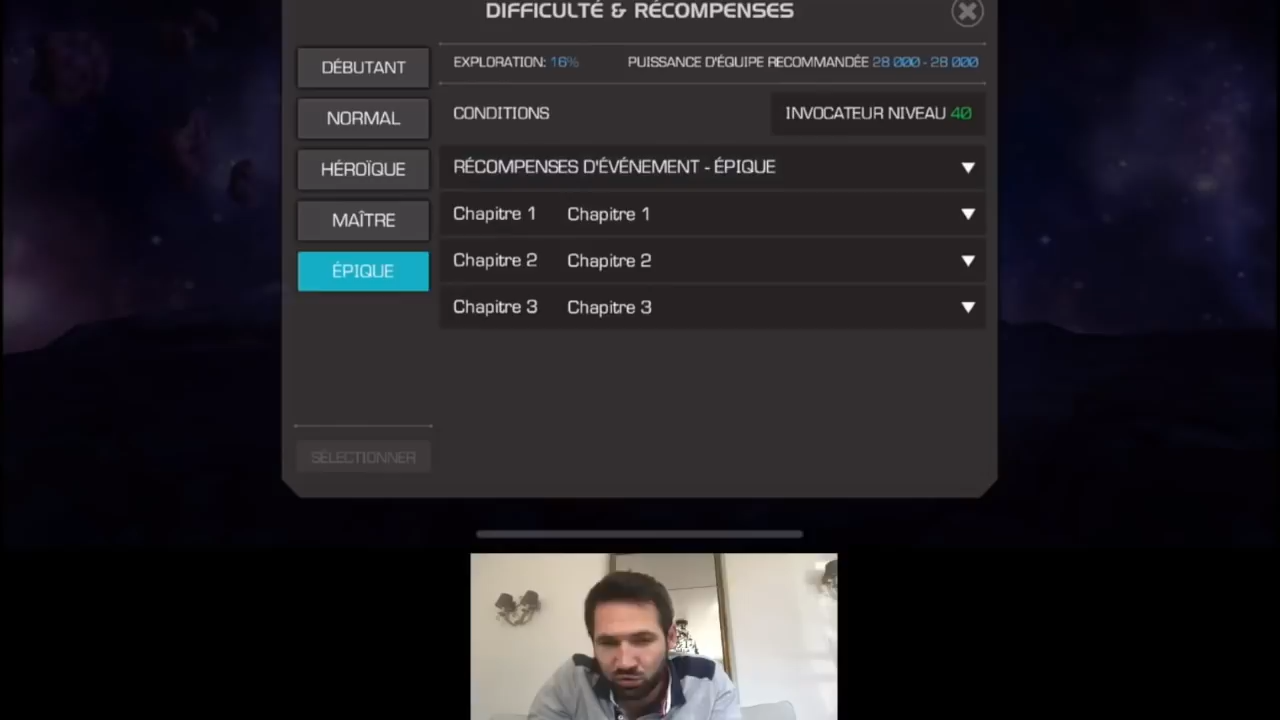 DIFFICULTÉ & RÉCOMPENSES
DÉBUTANT
NORMAL
HÉROÏQUE
MAÎTRE
ÉPIQUE
SÉLECTIONNER
EXPLORATION: 16% PUISSANCE D'ÉQUIPE RECOMMANDÉE 28 000 - 28 000
CONDITIONS INVOCATEUR NIVEAU 40
RÉCOMPENSES D'ÉVÉNEMENT - ÉPIQUE
Chapitre 1 Chapitre 1
Chapitre 2 Chapitre 2
Chapitre 3 Chapitre 3